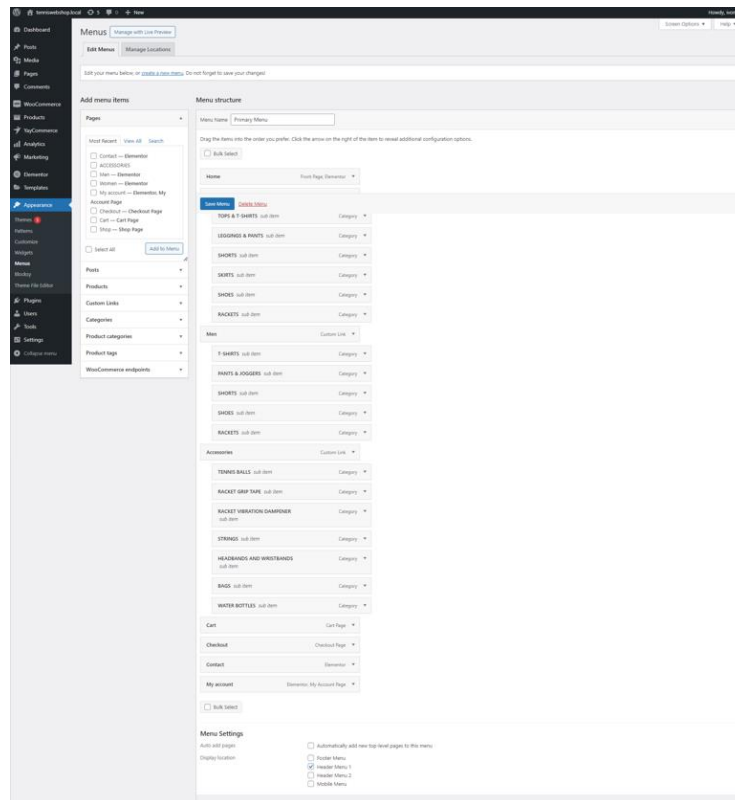 tenniswebshop.local 5 0 New
Howdy,
Screen Options Help
Dashboard
Posts
Media
Pages
Comments
WooCommerce
Products
YayCommerce
Analytics
Marketing
Elementor
Templates
Appearance
Themes
Patterns
Customize
Widgets
Menus
Blocksy
Theme File Editor
Plugins
Users
Tools
Settings
Collapse menu
Menus Manage with Live Preview
Edit Menus Manage Locations
Edit your menu below, or create a new menu. Do not forget to save your changes!
Add menu items
Pages
Most Recent View All Search
Contact — Elementor
ACCESSORIES
Men — Elementor
Women — Elementor
My account — Elementor, My
Account Page
Checkout — Checkout Page
Cart — Cart Page
Shop — Shop Page
Select All Add to Menu
Posts
Products
Custom Links
Categories
Product categories
Product tags
WooCommerce endpoints
Menu structure
Menu Name Primary Menu
Drag the items into the order you prefer. Click the arrow on the right of the item to reveal additional configuration options.
Bulk Select
Home Front Page, Elementor
Save Menu Delete Menu
TOPS & T-SHIRTS sub item Category
LEGGINGS & PANTS sub item Category
SHORTS sub item Category
SKIRTS sub item Category
SHOES sub item Category
RACKETS sub item Category
Men Custom Link
T-SHIRTS sub item Category
PANTS & JOGGERS sub item Category
SHORTS sub item Category
SHOES sub item Category
RACKETS sub item Category
Accessories Custom Link
TENNIS BALLS sub item Category
RACKET GRIP TAPE sub item Category
RACKET VIBRATION DAMPENER Category
sub item
STRINGS sub item Category
HEADBANDS AND WRISTBANDS Category
sub item
BAGS sub item Category
WATER BOTTLES sub item Category
Cart Cart Page
Checkout Checkout Page
Contact Elementor
My account Elementor, My Account Page
Bulk Select
Menu Settings
Auto add pages Automatically add new top-level pages to this menu
Display location Footer Menu
Header Menu 1
Header Menu 2
Mobile Menu